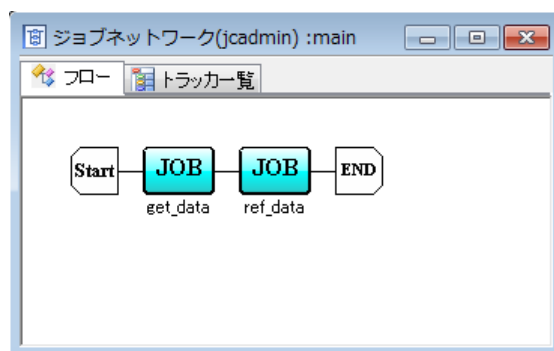 ジョブネットワーク(jcadmin) :main
フロー トラッカ一覧
Start JOB JOB END
get_data ref_data